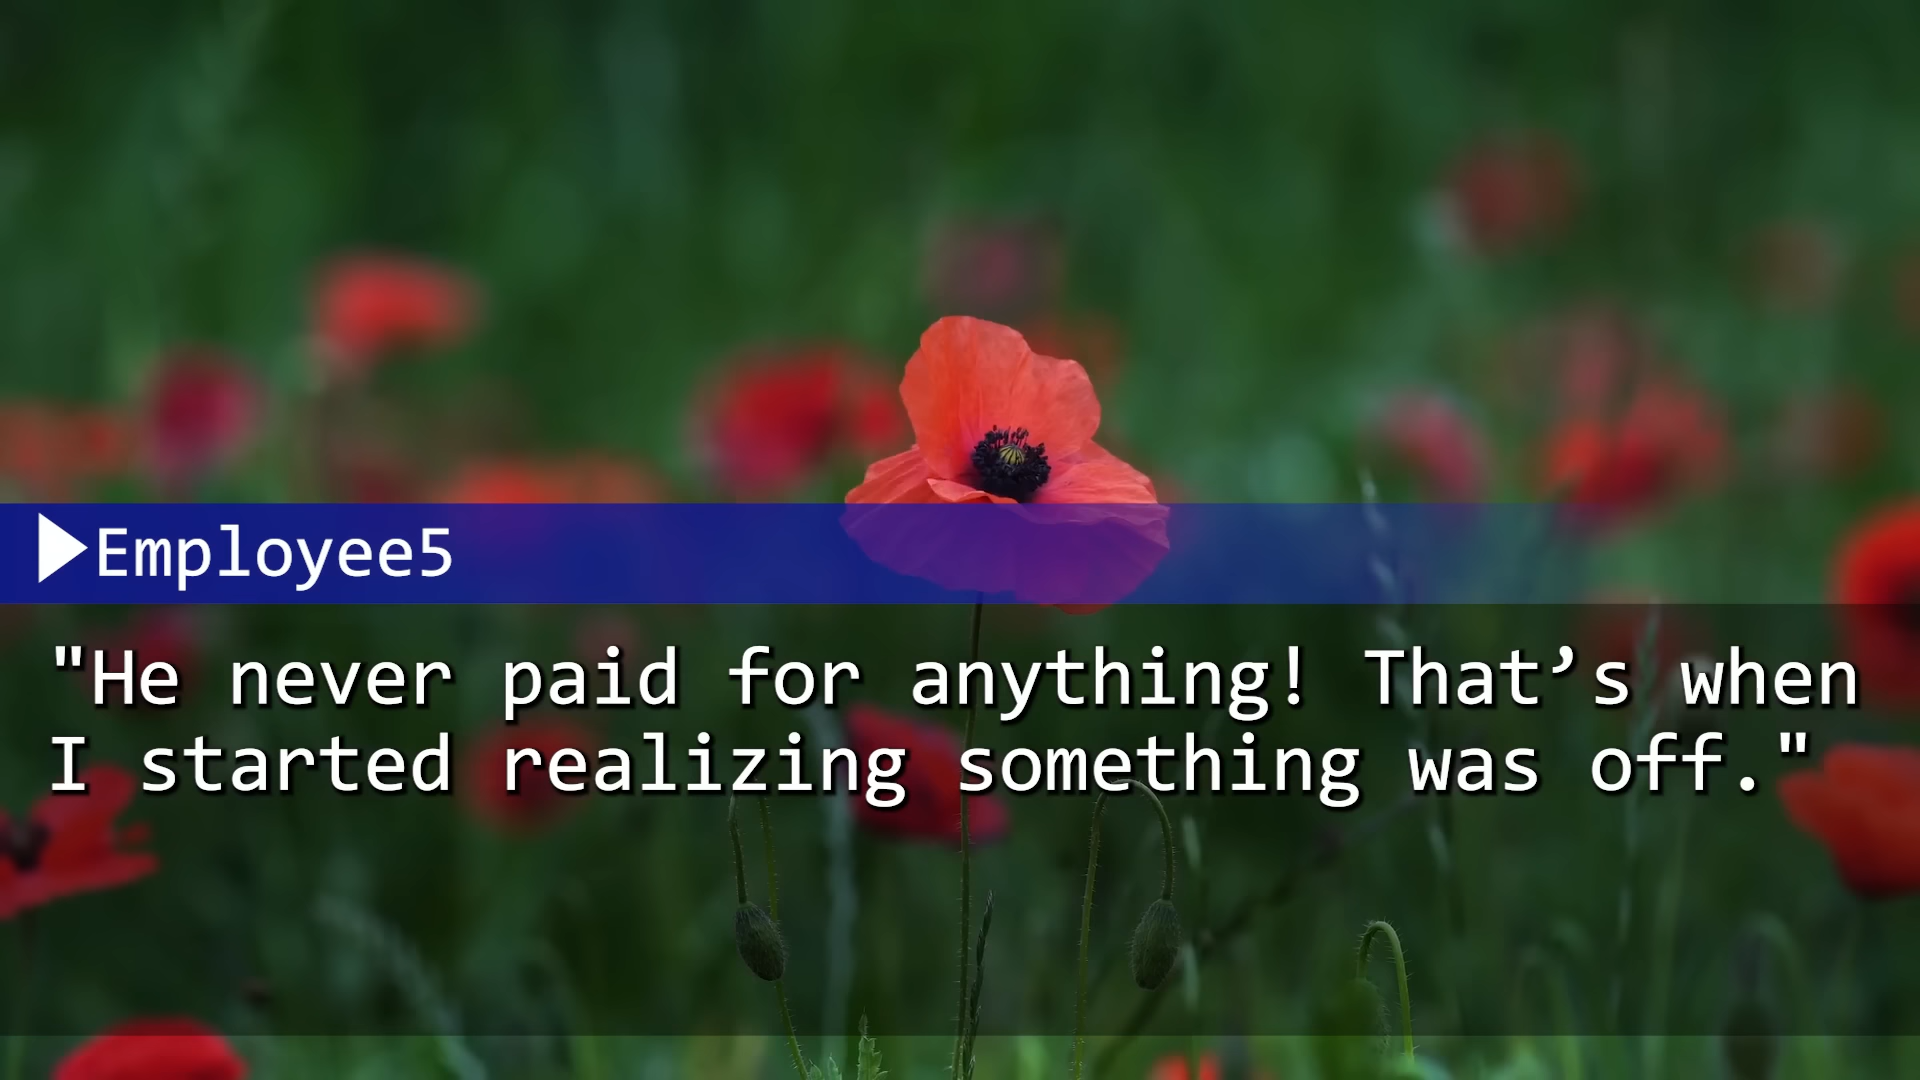 Employee5
"He never paid for anything! That’s when
I started realizing something was off."